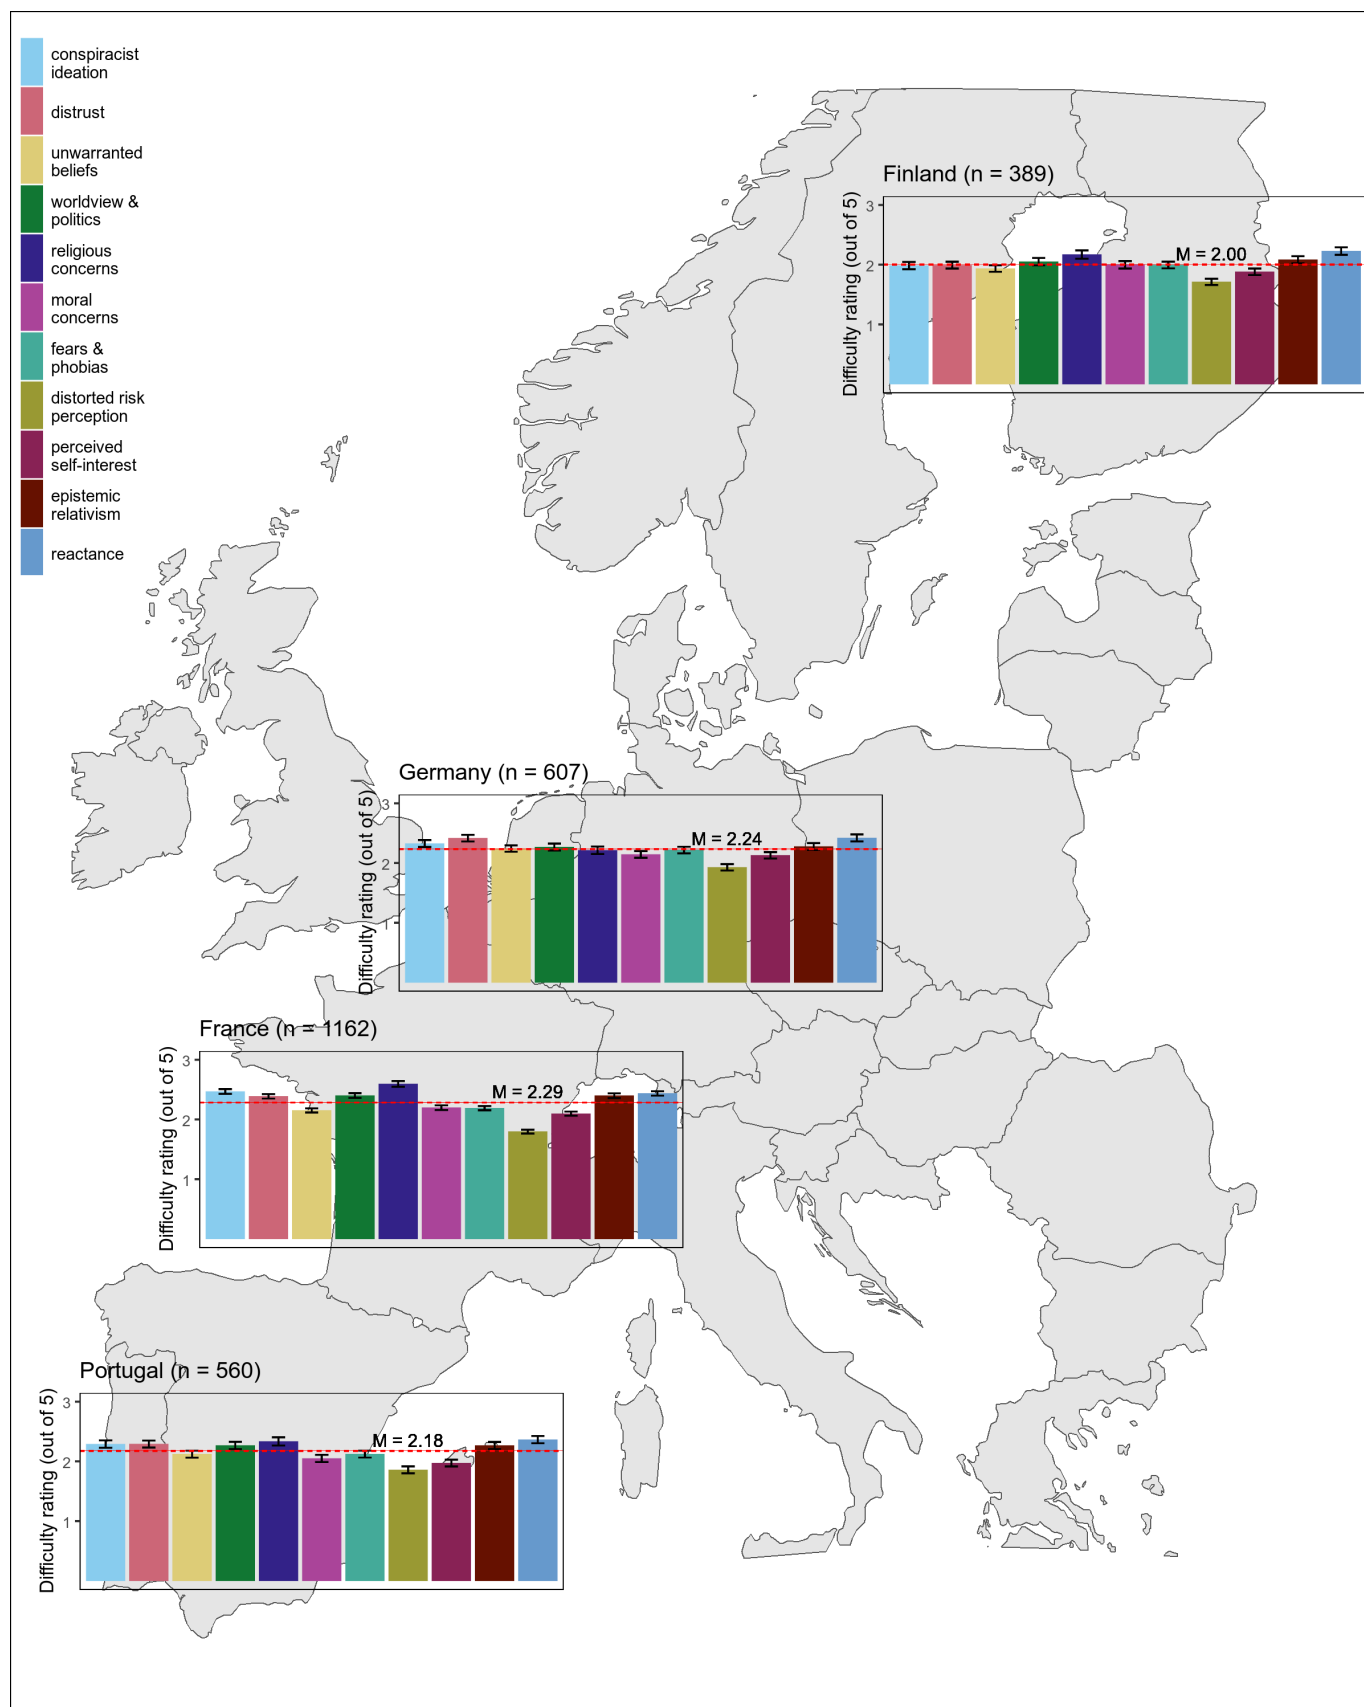 conspiracist
ideation
distrust
unwarranted
beliefs
worldview &
politics
religious
concerns
moral
concerns
fears &
phobias
distorted risk
perception
perceived
self-interest
epistemic
relativism
reactance
Finland (n = 389)
Difficulty rating (out of 5)
3
2
1
M = 2.00
Germany (n = 607)
Difficulty rating (out of 5)
3
2
1
M = 2.24
France (n = 1162)
Difficulty rating (out of 5)
3
2
1
M = 2.29
Portugal (n = 560)
Difficulty rating (out of 5)
3
2
1
M = 2.18